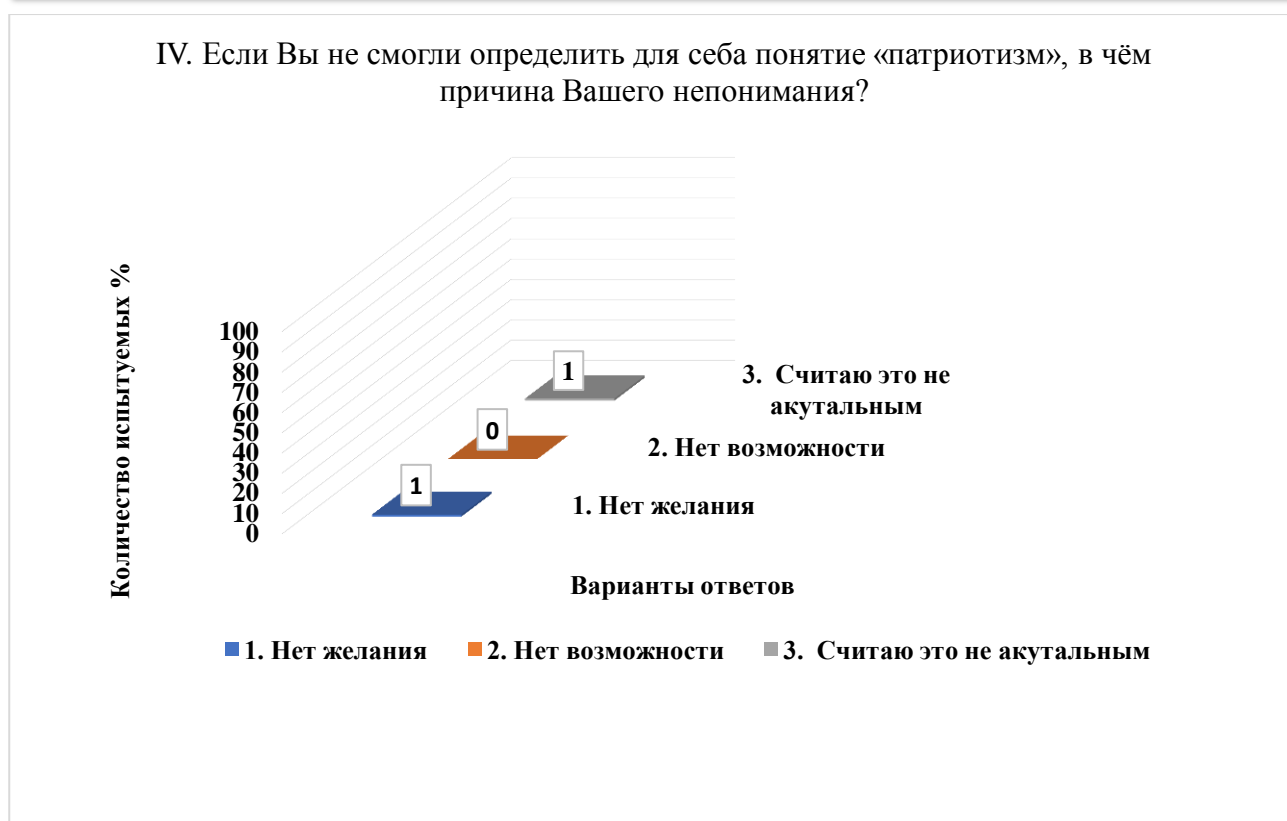 IV. Если Вы не смогли определить для себя понятие «патриотизм», в чём
причина Вашего непонимания?
Количество испытуемых %
100
90
80
70
60
50
40
30
20
10
0
1
0
1
3. Считаю это не
акутальным
2. Нет возможности
1. Нет желания
Варианты ответов
1. Нет желания
2. Нет возможности
3. Считаю это не акутальным